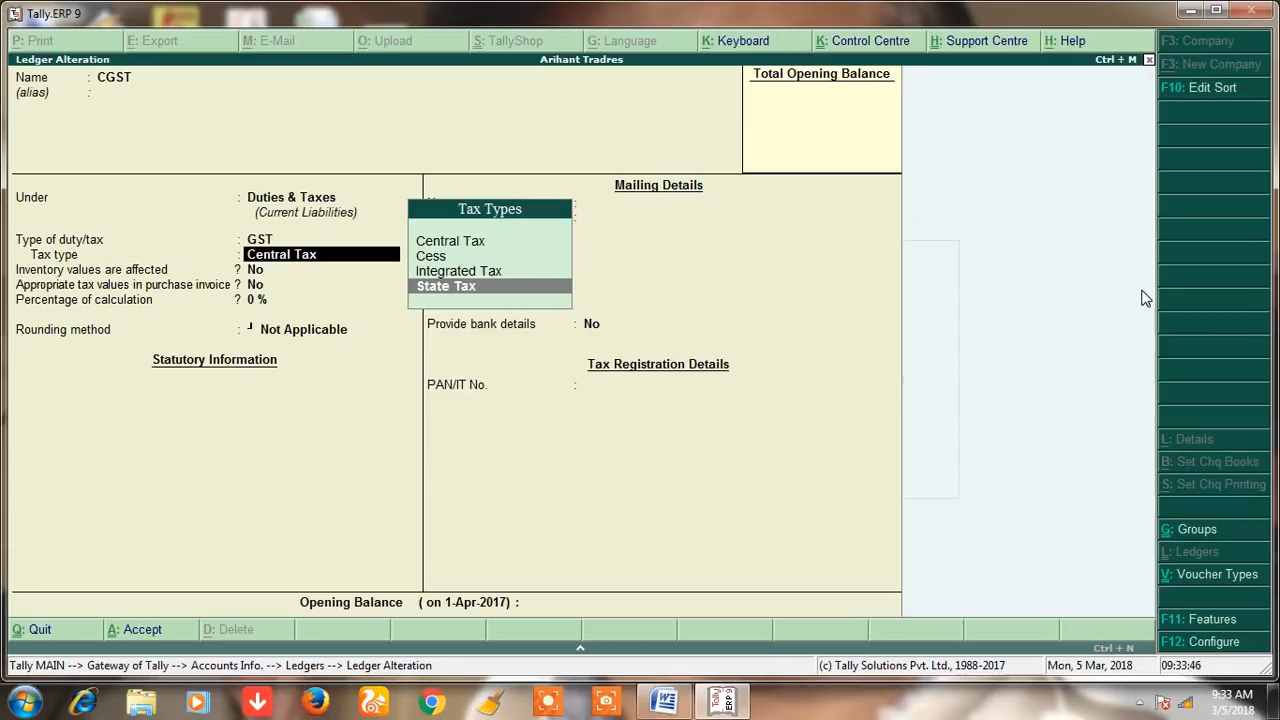 Tally.ERP 9
P: Print
E: Export
M: E-Mail
O: Upload
S: TallyShop
G: Language
K: Keyboard
K: Control Centre
H: Support Centre
H: Help
F3: Company
Ledger Alteration
Arihant Tradres
Ctrl + M
F3: New Company
Name : CGST
(alias) :
Total Opening Balance
F10: Edit Sort
Under : Duties & Taxes
(Current Liabilities)
Mailing Details
Type of duty/tax : GST
Tax type : Central Tax
Inventory values are affected ? No
Appropriate tax values in purchase invoice ? No
Percentage of calculation ? 0 %
Rounding method : ┘ Not Applicable
Statutory Information
Tax Types
Central Tax
Cess
Integrated Tax
State Tax
Provide bank details : No
Tax Registration Details
PAN/IT No. :
L: Details
B: Set Chq Books
S: Set Chq Printing
G: Groups
L: Ledgers
V: Voucher Types
F11: Features
F12: Configure
Opening Balance ( on 1-Apr-2017) :
Q: Quit
A: Accept
D: Delete
Ctrl + N
Tally MAIN --> Gateway of Tally --> Accounts Info. --> Ledgers --> Ledger Alteration
(c) Tally Solutions Pvt. Ltd., 1988-2017
Mon, 5 Mar, 2018
09:33:46
9:33 AM
3/5/2018